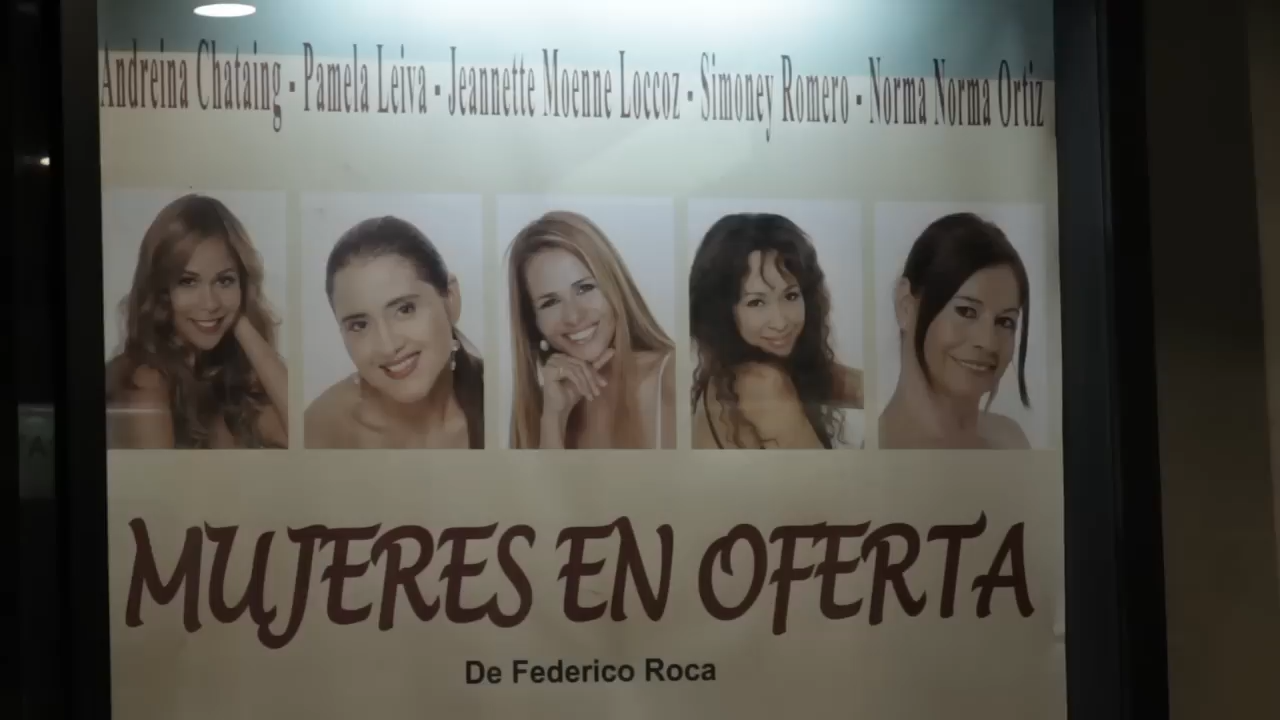 Andreina Chataing - Pamela Leiva - Jeannette Moenne Loccoz - Simoney Romero - Norma Norma Ortiz
MUJERES EN OFERTA
De Federico Roca